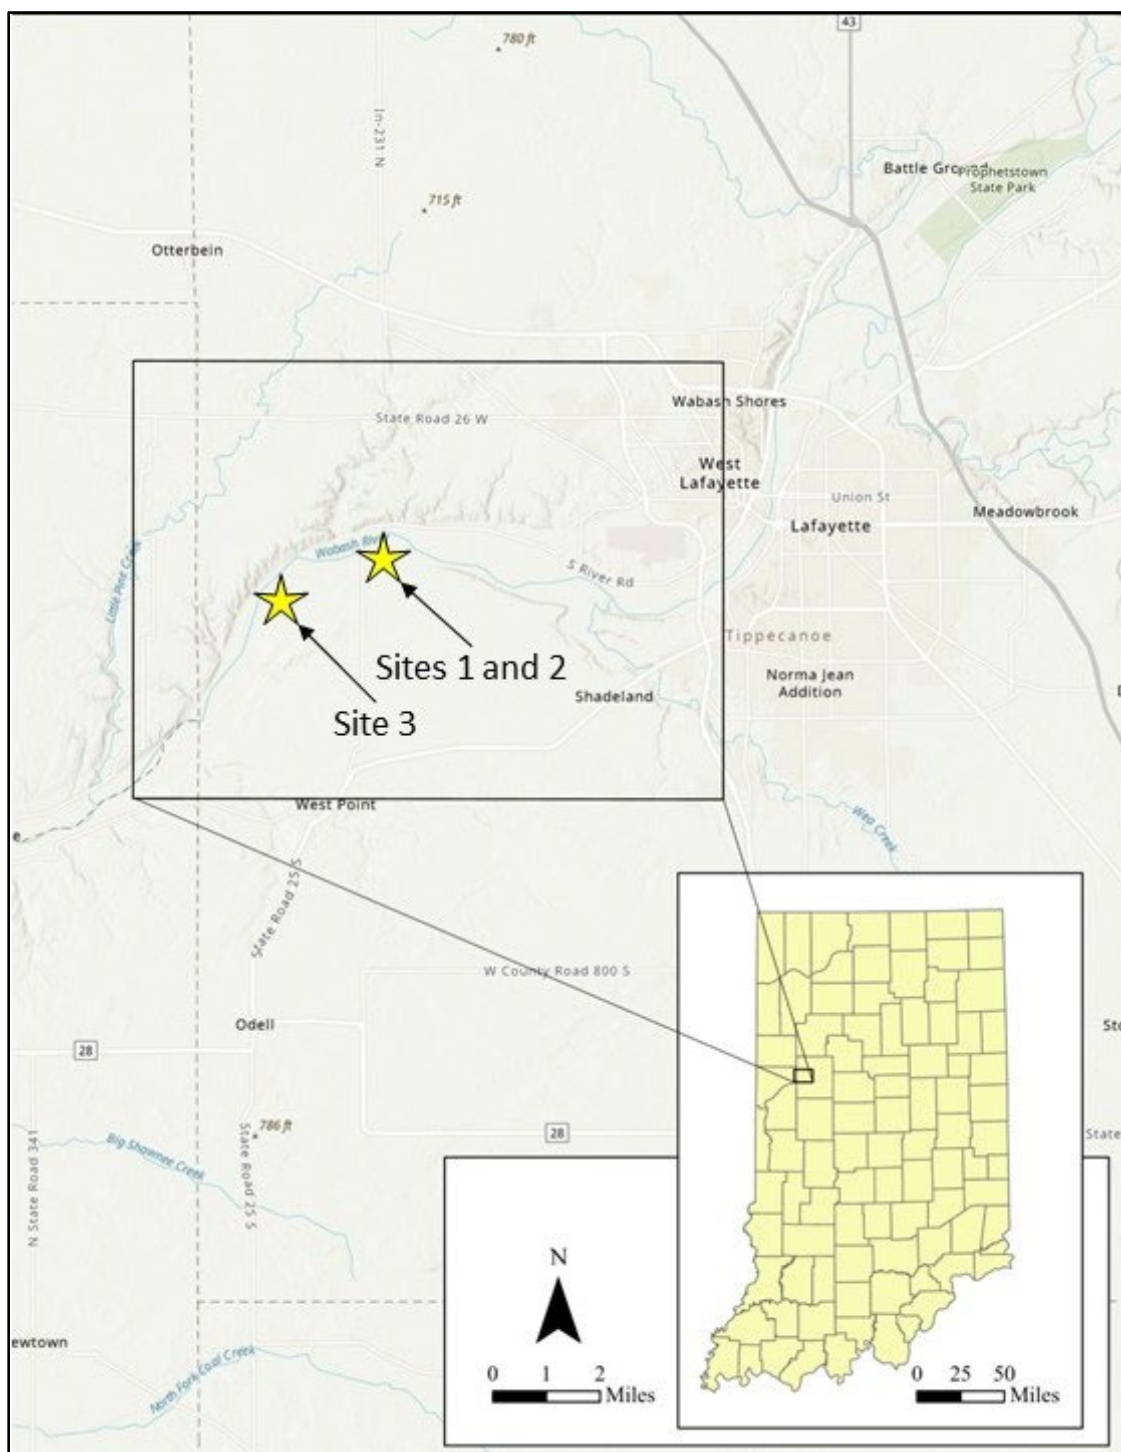 43
780 ft
In-231 N
Battle Ground
Prophetstown
State Park
715 ft
Otterbein
Wabash Shores
State Road 26 W
West
Lafayette
Union St
Meadowbrook
Lafayette
Wabash Riv
S River Rd
Little Pine Creek
Tippecanoe
Sites 1 and 2
Norma Jean
Addition
Shadeland
Site 3
West Point
e
Wea Creek
State Road 25 S
W County Road 800 S
Odell
Sto
28
786 ft
28
State
Big Shawnee Creek
N State Road 341
State Road 25 S
N
ewtown
North Fork Coal Creek
0 1 2
Miles
0 25 50
Miles